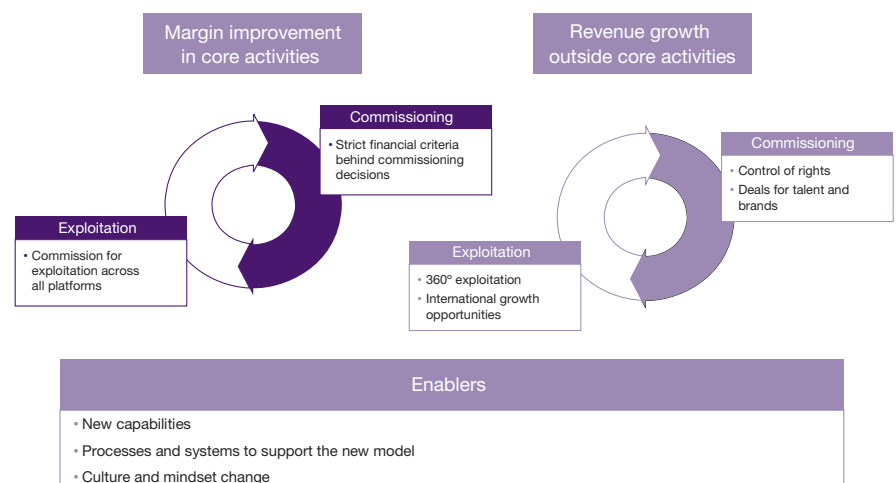 Margin improvement
in core activities
Revenue growth
outside core activities
Commissioning
• Strict financial criteria
behind commissioning
decisions
Exploitation
• Commission for
exploitation across
all platforms
Commissioning
• Control of rights
• Deals for talent and
brands
Exploitation
• 360º exploitation
• International growth
opportunities
Enablers
• New capabilities
• Processes and systems to support the new model
• Culture and mindset change